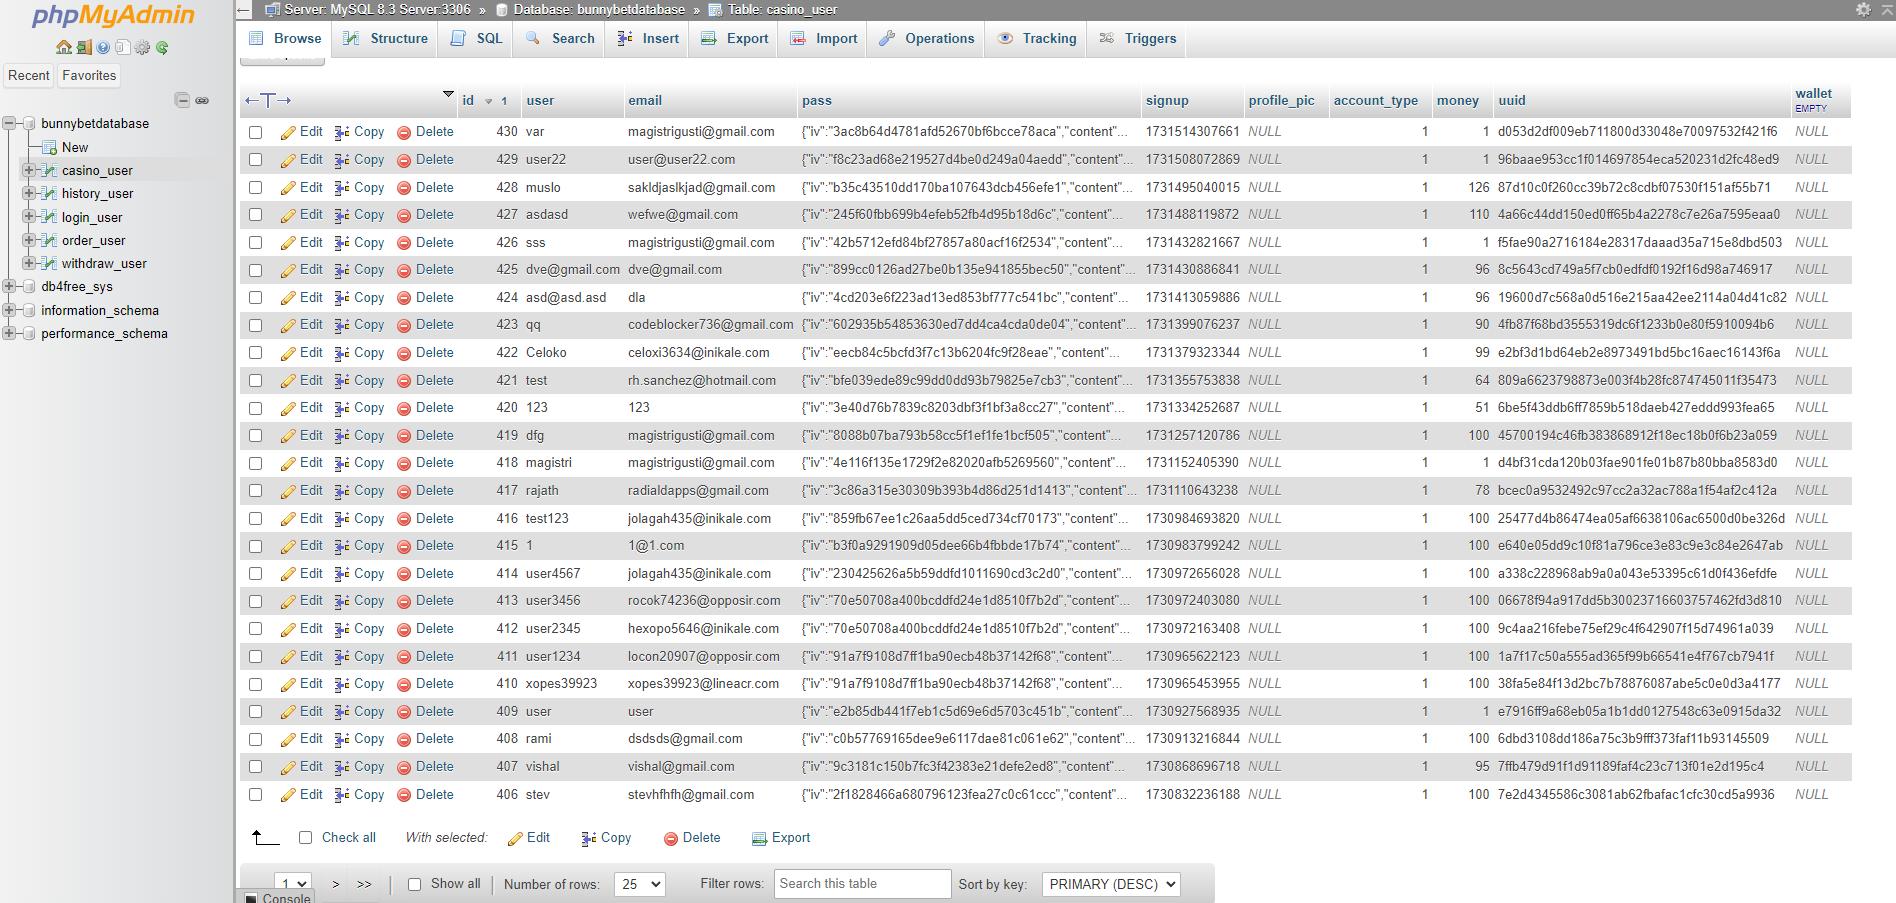 phpMyAdmin
Recent Favorites
bunnybetdatabase
New
casino_user
history_user
login_user
order_user
withdraw_user
db4free_sys
information_schema
performance_schema
Server: MySQL 8.3 Server:3306 » Database: bunnybetdatabase » Table: casino_user
Browse Structure SQL Search Insert Export Import Operations Tracking Triggers
←T→ id 1 user email pass signup profile_pic account_type money uuid wallet
EMPTY
Edit Copy Delete 430 var magistrigusti@gmail.com {"iv":"3ac8b64d4781afd52670bf6bcce78aca","content"... 1731514307661 NULL 1 1 d053d2df009eb711800d33048e70097532f421f6 NULL
Edit Copy Delete 429 user22 user@user22.com {"iv":"f8c23ad68e219527d4be0d249a04aedd","content"... 1731508072869 NULL 1 1 96baae953cc1f014697854eca520231d2fc48ed9 NULL
Edit Copy Delete 428 muslo sakldjaslkjad@gmail.com {"iv":"b35c43510dd170ba107643dcb456efe1","content"... 1731495040015 NULL 1 126 87d10c0f260cc39b72c8cdbf07530f151af55b71 NULL
Edit Copy Delete 427 asdasd wefwe@gmail.com {"iv":"245f60fbb699b4efeb52fb4d95b18d6c","content"... 1731488119872 NULL 1 110 4a66c44dd150ed0ff65b4a2278c7e26a7595eaa0 NULL
Edit Copy Delete 426 sss magistrigusti@gmail.com {"iv":"42b5712efd84bf27857a80acf16f2534","content"... 1731432821667 NULL 1 1 f5fae90a2716184e28317daaad35a715e8dbd503 NULL
Edit Copy Delete 425 dve@gmail.com dve@gmail.com {"iv":"899cc0126ad27be0b135e941855bec50","content"... 1731430886841 NULL 1 96 8c5643cd749a5f7cb0edfdf0192f16d98a746917 NULL
Edit Copy Delete 424 asd@asd.asd dla {"iv":"4cd203e6f223ad13ed853bf777c541bc","content"... 1731413059886 NULL 1 96 19600d7c568a0d516e215aa42ee2114a04d41c82 NULL
Edit Copy Delete 423 qq codeblocker736@gmail.com {"iv":"602935b54853630ed7dd4ca4cda0de04","content"... 1731399076237 NULL 1 90 4fb87f68bd3555319dc6f1233b0e80f5910094b6 NULL
Edit Copy Delete 422 Celoko celoxi3634@inikale.com {"iv":"eecb84c5bcfd3f7c13b6204fc9f28eae","content"... 1731379323344 NULL 1 99 e2bf3d1bd64eb2e8973491bd5bc16aec16143f6a NULL
Edit Copy Delete 421 test rh.sanchez@hotmail.com {"iv":"bfe039ede89c99dd0dd93b79825e7cb3","content"... 1731355753838 NULL 1 64 809a6623798873e003f4b28fc874745011f35473 NULL
Edit Copy Delete 420 123 123 {"iv":"3e40d76b7839c8203dbf3f1bf3a8cc27","content"... 1731334252687 NULL 1 51 6be5f43ddb6ff7859b518daeb427eddd993fea65 NULL
Edit Copy Delete 419 dfg magistrigusti@gmail.com {"iv":"8088b07ba793b58cc5f1ef1fe1bcf505","content"... 1731257120786 NULL 1 100 45700194c46fb383868912f18ec18b0f6b23a059 NULL
Edit Copy Delete 418 magistri magistrigusti@gmail.com {"iv":"4e116f135e1729f2e82020afb5269560","content"... 1731152405390 NULL 1 1 d4bf31cda120b03fae901fe01b87b80bba8583d0 NULL
Edit Copy Delete 417 rajath radialdapps@gmail.com {"iv":"3c86a315e30309b393b4d86d251d1413","content"... 1731110643238 NULL 1 78 bcec0a9532492c97cc2a32ac788a1f54af2c412a NULL
Edit Copy Delete 416 test123 jolagah435@inikale.com {"iv":"859fb67ee1c26aa5dd5ced734cf70173","content"... 1730984693820 NULL 1 100 25477d4b86474ea05af6638106ac6500d0be326d NULL
Edit Copy Delete 415 1 1@1.com {"iv":"b3f0a9291909d05dee66b4fbbde17b74","content"... 1730983799242 NULL 1 100 e640e05dd9c10f81a796ce3e83c9e3c84e2647ab NULL
Edit Copy Delete 414 user4567 jolagah435@inikale.com {"iv":"230425626a5b59ddfd1011690cd3c2d0","content"... 1730972656028 NULL 1 100 a338c228968ab9a0a043e53395c61d0f436efdfe NULL
Edit Copy Delete 413 user3456 rocok74236@opposir.com {"iv":"70e50708a400bcddfd24e1d8510f7b2d","content"... 1730972403080 NULL 1 100 06678f94a917dd5b30023716603757462fd3d810 NULL
Edit Copy Delete 412 user2345 hexopo5646@inikale.com {"iv":"70e50708a400bcddfd24e1d8510f7b2d","content"... 1730972163408 NULL 1 100 9c4aa216febe75ef29c4f642907f15d74961a039 NULL
Edit Copy Delete 411 user1234 locon20907@opposir.com {"iv":"91a7f9108d7ff1ba90ecb48b37142f68","content"... 1730965622123 NULL 1 100 1a7f17c50a555ad365f99b66541e4f767cb7941f NULL
Edit Copy Delete 410 xopes39923 xopes39923@lineacr.com {"iv":"91a7f9108d7ff1ba90ecb48b37142f68","content"... 1730965453955 NULL 1 100 38fa5e84f13d2bc7b78876087abe5c0e0d3a4177 NULL
Edit Copy Delete 409 user user {"iv":"e2b85db441f7eb1c5d69e6d5703c451b","content"... 1730927568935 NULL 1 1 e7916ff9a68eb05a1b1dd0127548c63e0915da32 NULL
Edit Copy Delete 408 rami dsdsds@gmail.com {"iv":"c0b57769165dee9e6117dae81c061e62","content"... 1730913216844 NULL 1 100 6dbd3108dd186a75c3b9fff373faf11b93145509 NULL
Edit Copy Delete 407 vishal vishal@gmail.com {"iv":"9c3181c150b7fc3f42383e21defe2ed8","content"... 1730868696718 NULL 1 95 7ffb479d91f1d91189faf4c23c713f01e2d195c4 NULL
Edit Copy Delete 406 stev stevhfhfh@gmail.com {"iv":"2f1828466a680796123fea27c0c61ccc","content"... 1730832236188 NULL 1 100 7e2d4345586c3081ab62fbafac1cfc30cd5a9936 NULL
Check all With selected: Edit Copy Delete Export
1 > >> Show all Number of rows: 25 Filter rows: Search this table Sort by key: PRIMARY (DESC)
Console